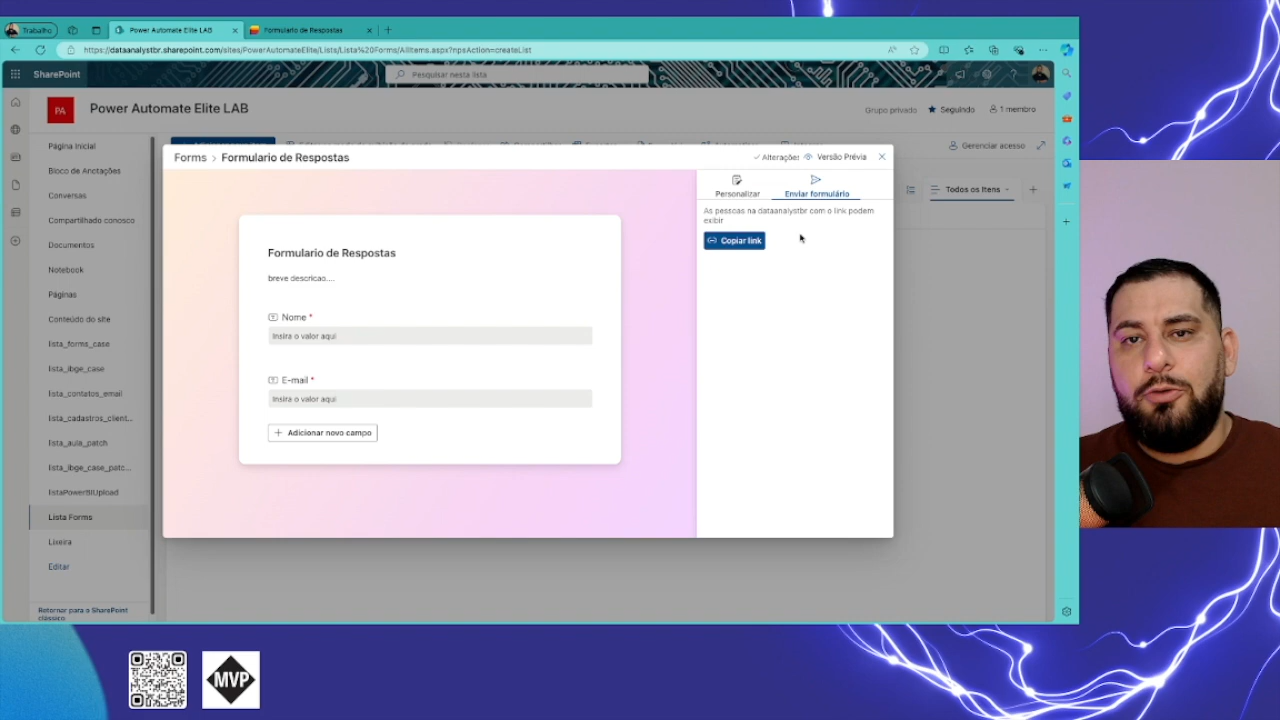 Trabalho
Power Automate Elite LAB
Formulario de Respostas
https://dataanalystbr.sharepoint.com/sites/PowerAutomateElite/Lists/Lista%20Forms/AllItems.aspx?npsAction=createList
SharePoint
Pesquisar nesta lista
PA
Power Automate Elite LAB
Grupo privado
Seguindo
1 membro
Página Inicial
Bloco de Anotações
Conversas
Compartilhado conosco
Documentos
Notebook
Páginas
Conteúdo do site
lista_forms_case
lista_ibge_case
lista_contatos_email
lista_cadastros_client...
lista_aula_patch
lista_ibge_case_patc...
listaPowerBIUpload
Lista Forms
Lixeira
Editar
Retornar para o SharePoint
clássico
Gerenciar acesso
Todos os Itens
Forms > Formulario de Respostas
Alterações
Versão Prévia
Personalizar
Enviar formulário
As pessoas na dataanalystbr com o link podem
exibir
Copiar link
Formulario de Respostas
breve descricao....
Nome *
Insira o valor aqui
E-mail *
Insira o valor aqui
Adicionar novo campo
MVP